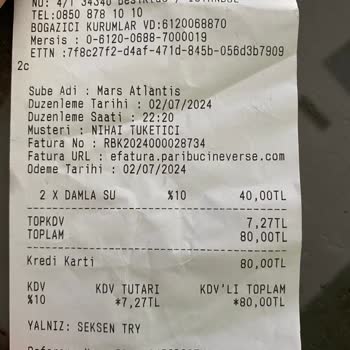 NO: 4/1 34340 Besiktas / ISTANBUL
TEL:0850 878 10 10
BOGAZICI KURUMLAR VD:6120068870
Mersis : 0-6120-0688-7000019
ETTN :7f8c27f2-d4af-471d-845b-056d3b7909
2c
Sube Adi : Mars Atlantis
Duzenleme Tarihi : 02/07/2024
Duzenleme Saati : 22:20
Musteri : NIHAI TUKETICI
Fatura No : RBK2024000028734
Fatura URL : efatura.paribucineverse.com
Odeme Tarihi : 02/07/2024
2 X DAMLA SU %10 40,00TL
TOPKDV 7,27TL
TOPLAM 80,00TL
Kredi Karti 80,00TL
KDV KDV TUTARI KDV'LI TOPLAM
%10 *7,27TL *80,00TL
YALNIZ: SEKSEN TRY